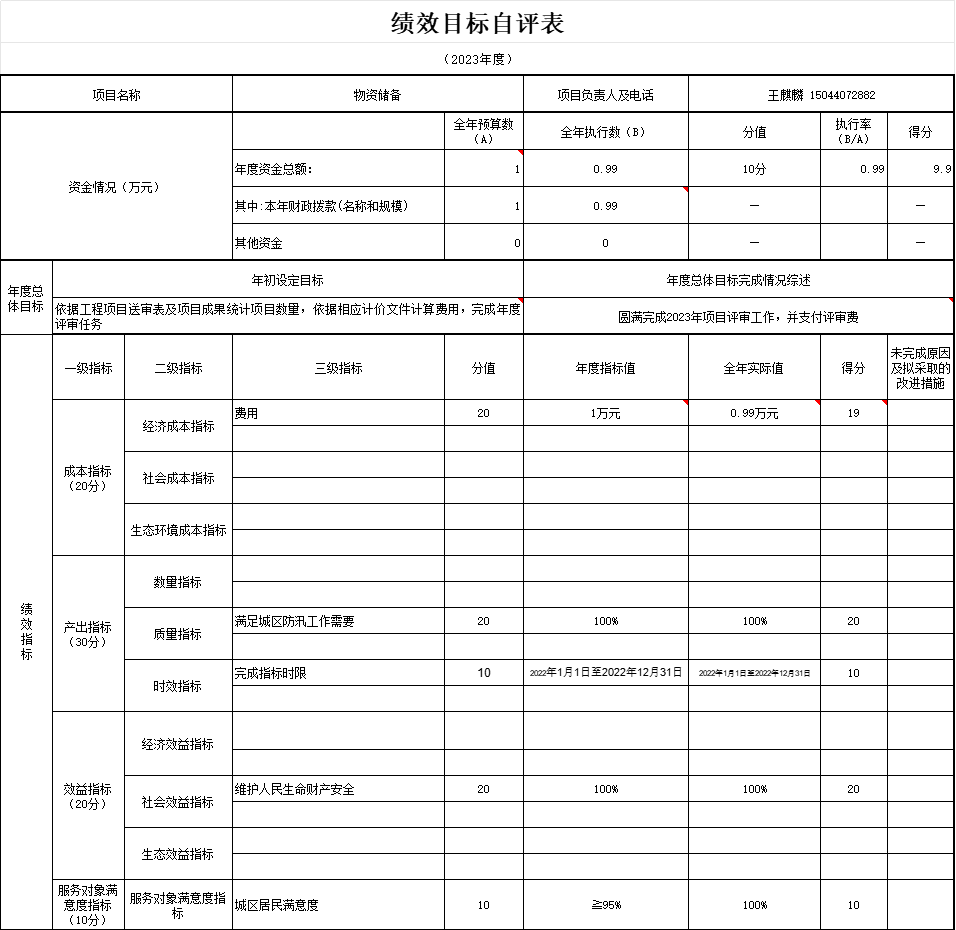 绩效目标自评表
（2023年度）
项目名称 物资储备 项目负责人及电话 王麒麟 15044072882
资金情况（万元） 全年预算数（A） 全年执行数（B） 分值 执行率（B/A） 得分
年度资金总额： 1 0.99 10分 0.99 9.9
其中:本年财政拨款(名称和规模) 1 0.99 — —
其他资金 0 0 — —
年度总体目标 年初设定目标 年度总体目标完成情况综述
依据工程项目送审表及项目成果统计项目数量，依据相应计价文件计算费用，完成年度
评审任务
圆满完成2023年项目评审工作，并支付评审费
绩效指标
一级指标 二级指标 三级指标 分值 年度指标值 全年实际值 得分 未完成原因及拟采取的改进措施
成本指标（20分） 经济成本指标 费用 20 1万元 0.99万元 19
社会成本指标
生态环境成本指标
产出指标（30分） 数量指标
质量指标 满足城区防汛工作需要 20 100% 100% 20
时效指标 完成指标时限 10 2022年1月1日至2022年12月31日 2022年1月1日至2022年12月31日 10
效益指标（20分） 经济效益指标
社会效益指标 维护人民生命财产安全 20 100% 100% 20
生态效益指标
服务对象满意度指标（10分） 服务对象满意度指标 城区居民满意度 10 ≧95% 100% 10